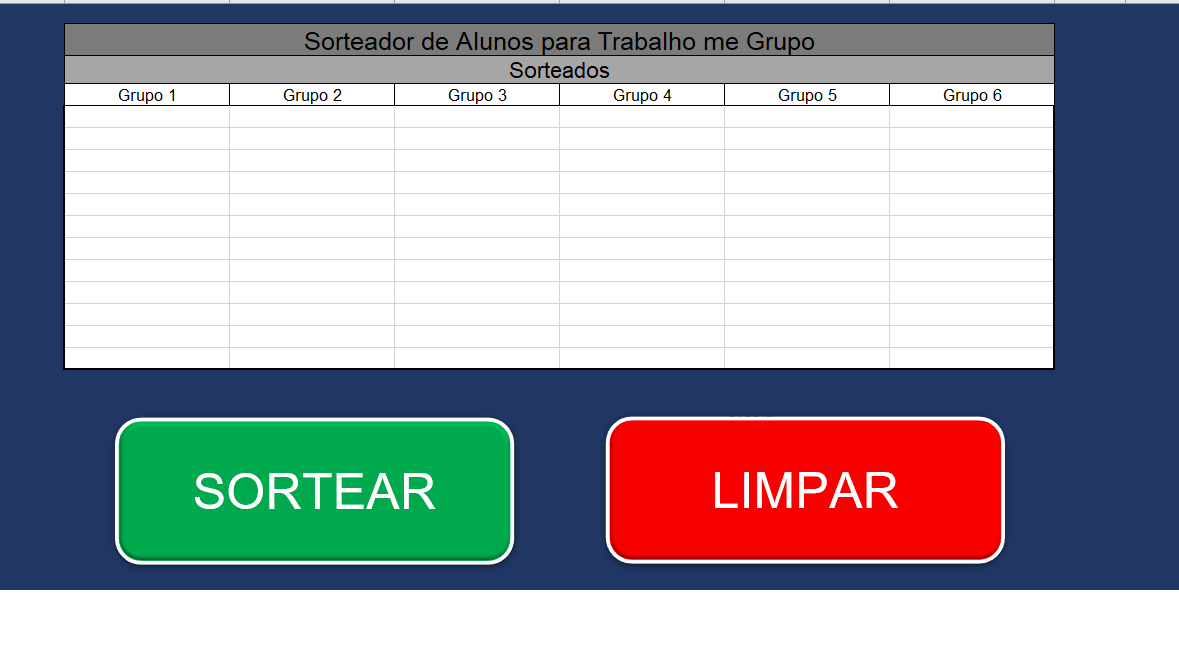 Sorteador de Alunos para Trabalho me Grupo
Sorteados
Grupo 1 Grupo 2 Grupo 3 Grupo 4 Grupo 5 Grupo 6
SORTEAR LIMPAR